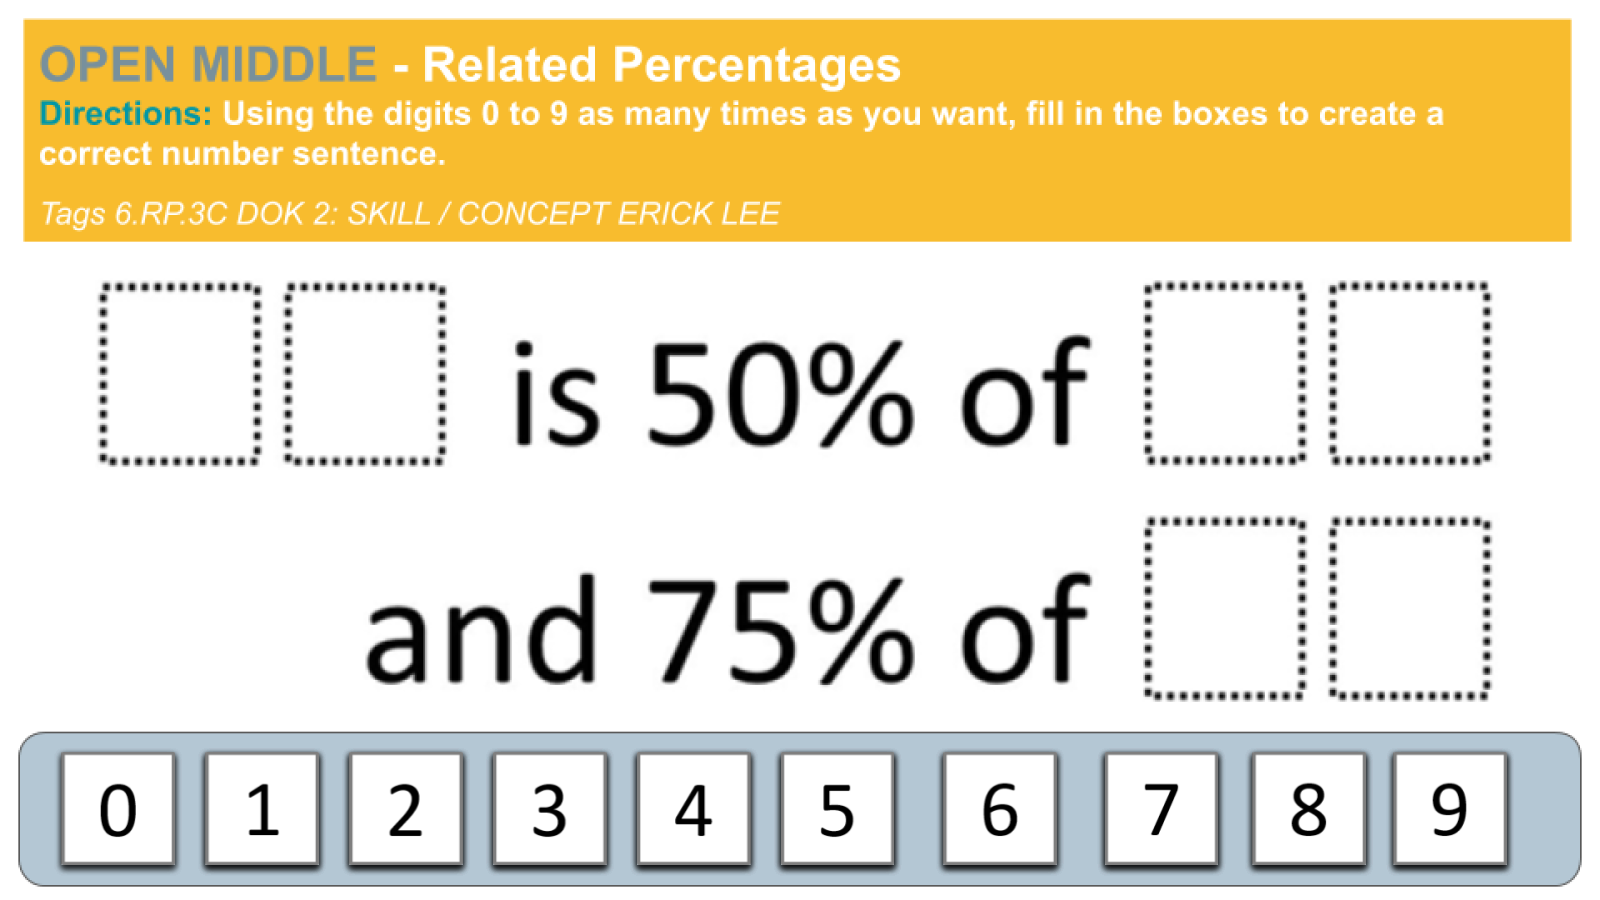 OPEN MIDDLE - Related Percentages
Directions: Using the digits 0 to 9 as many times as you want, fill in the boxes to create a
correct number sentence.
Tags 6.RP.3C DOK 2: SKILL / CONCEPT ERICK LEE
is 50% of
and 75% of
0 1 2 3 4 5 6 7 8 9